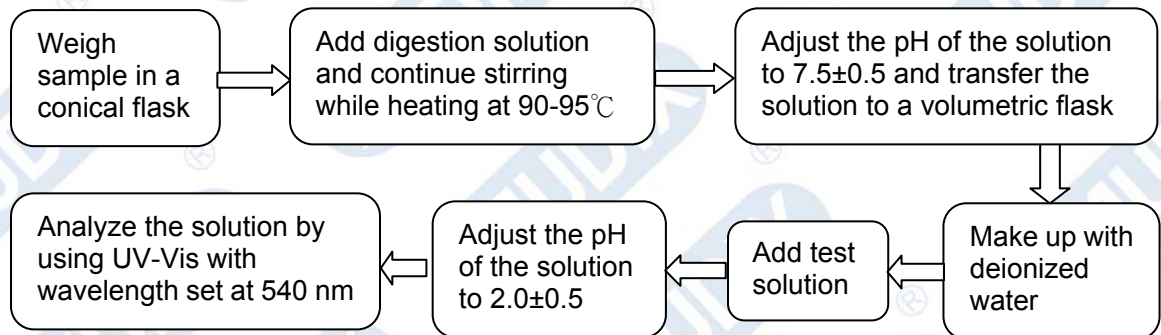 Weigh
sample in a
conical flask
Add digestion solution
and continue stirring
while heating at 90-95℃
Adjust the pH of the solution
to 7.5±0.5 and transfer the
solution to a volumetric flask
Make up with
deionized
water
Add test
solution
Adjust the pH
of the solution
to 2.0±0.5
Analyze the solution by
using UV-Vis with
wavelength set at 540 nm